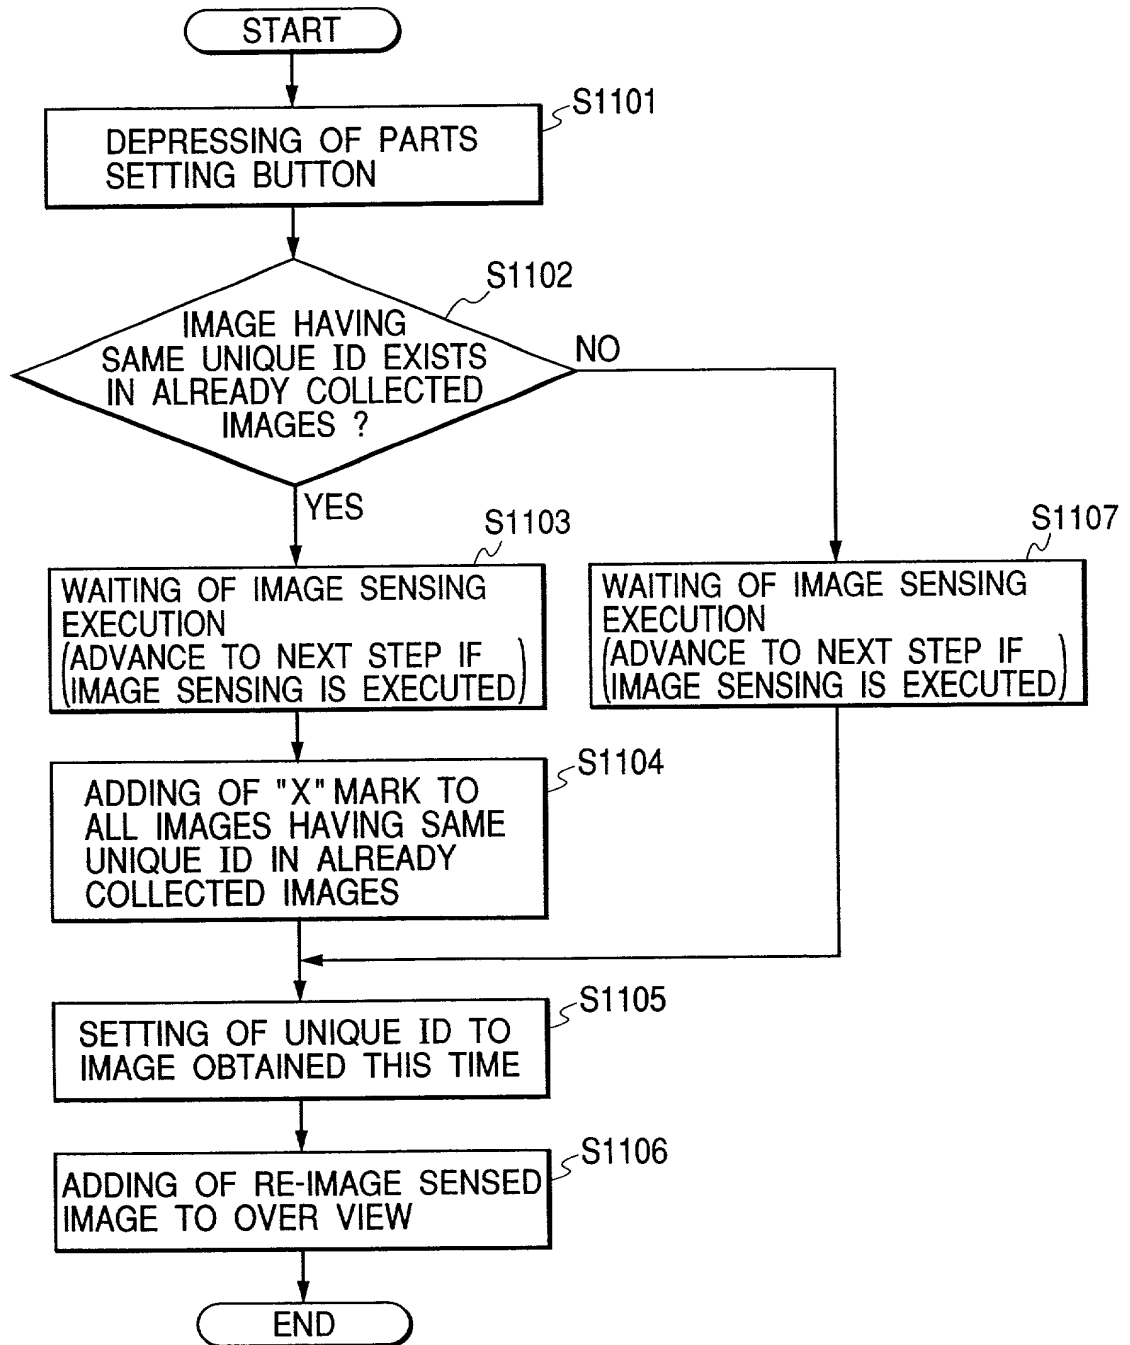 START
S1101
DEPRESSING OF PARTS
SETTING BUTTON
S1102
IMAGE HAVING
SAME UNIQUE ID EXISTS
IN ALREADY COLLECTED
IMAGES ?
NO
YES
S1103
WAITING OF IMAGE SENSING
EXECUTION
(ADVANCE TO NEXT STEP IF
IMAGE SENSING IS EXECUTED)
S1107
WAITING OF IMAGE SENSING
EXECUTION
(ADVANCE TO NEXT STEP IF
IMAGE SENSING IS EXECUTED)
S1104
ADDING OF "X" MARK TO
ALL IMAGES HAVING SAME
UNIQUE ID IN ALREADY
COLLECTED IMAGES
S1105
SETTING OF UNIQUE ID TO
IMAGE OBTAINED THIS TIME
S1106
ADDING OF RE-IMAGE SENSED
IMAGE TO OVER VIEW
END